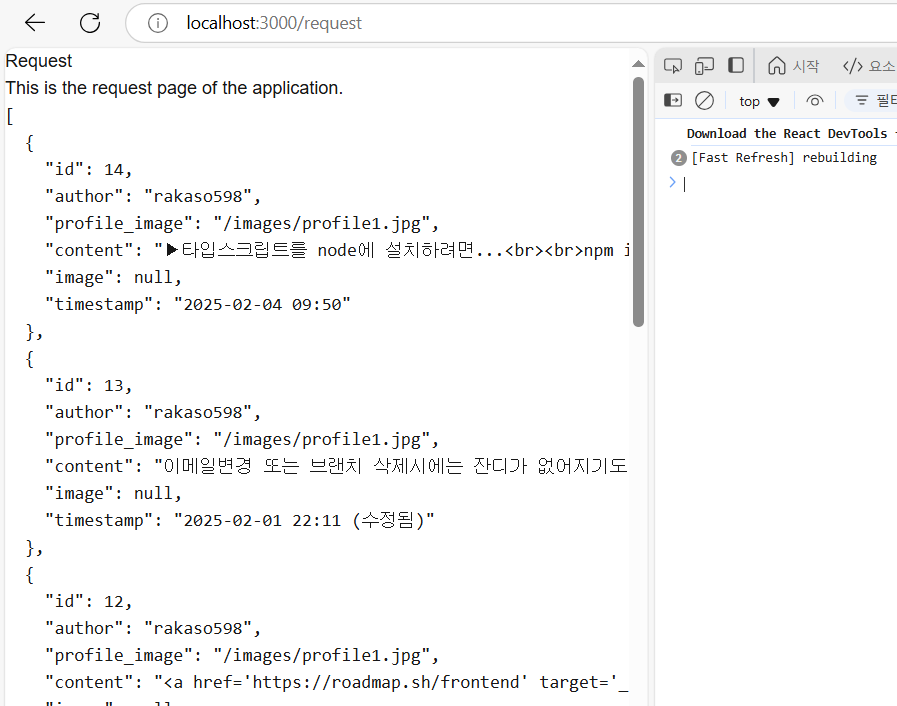 localhost:3000/request
Request
This is the request page of the application.
[
{
"id": 14,
"author": "rakaso598",
"profile_image": "/images/profile1.jpg",
"content": "▶타입스크립트를 node에 설치하려면...<br><br>npm i
"image": null,
"timestamp": "2025-02-04 09:50"
},
{
"id": 13,
"author": "rakaso598",
"profile_image": "/images/profile1.jpg",
"content": "이메일변경 또는 브랜치 삭제시에는 잔디가 없어지기도
"image": null,
"timestamp": "2025-02-01 22:11 (수정됨)"
},
{
"id": 12,
"author": "rakaso598",
"profile_image": "/images/profile1.jpg",
"content": "<a href='https://roadmap.sh/frontend' target='_
시작
</> 요소
top
Download the React DevTools
2 [Fast Refresh] rebuilding
>